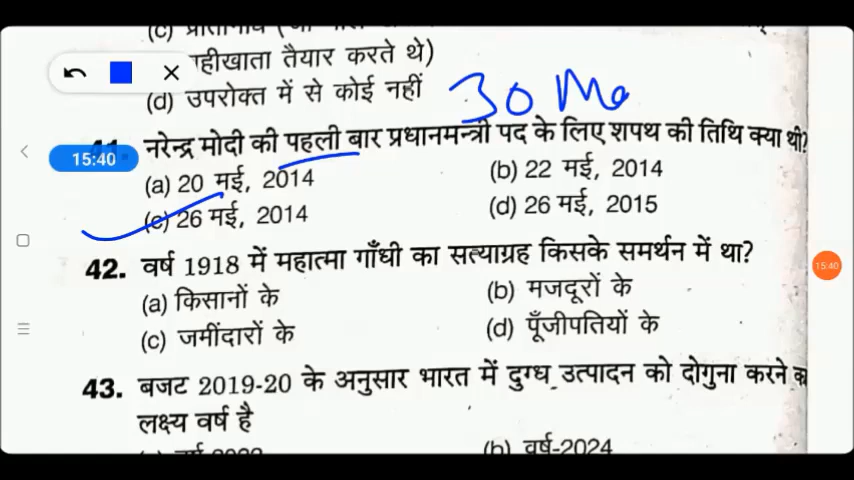 बहीखाता तैयार करते थे)
(d) उपरोक्त में से कोई नहीं
30 Ma
41. नरेन्द्र मोदी की पहली बार प्रधानमन्त्री पद के लिए शपथ की तिथि क्या थी?
15:40
(a) 20 मई, 2014 (b) 22 मई, 2014
(c) 26 मई, 2014 (d) 26 मई, 2015
42. वर्ष 1918 में महात्मा गाँधी का सत्याग्रह किसके समर्थन में था?
15:40
(a) किसानों के (b) मजदूरों के
(c) जमींदारों के (d) पूँजीपतियों के
43. बजट 2019-20 के अनुसार भारत में दुग्ध उत्पादन को दोगुना करने का
लक्ष्य वर्ष है
(b) वर्ष-2024